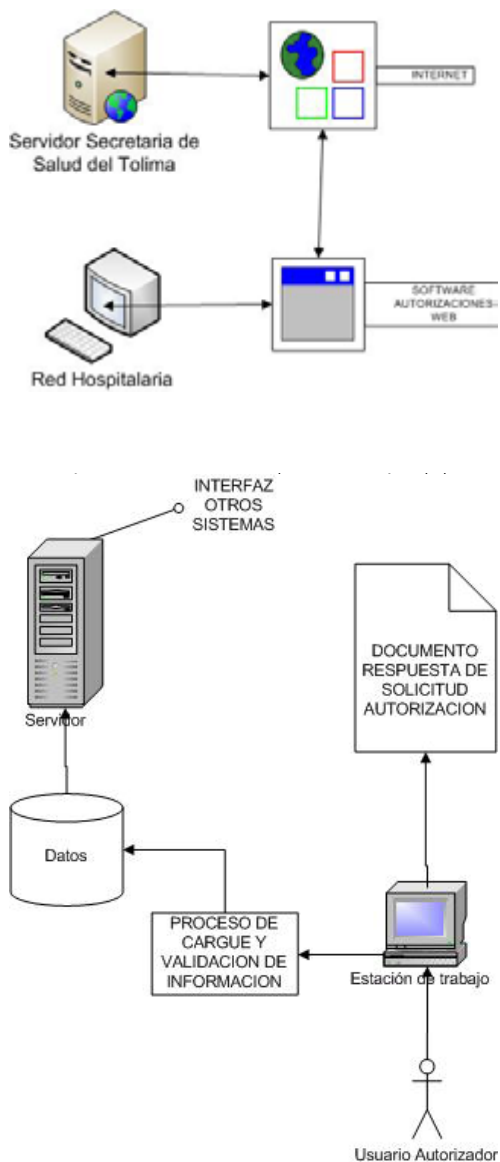 INTERNET
Servidor Secretaria de
Salud del Tolima
SOFTWARE
AUTORIZACIONES-
WEB
Red Hospitalaria
INTERFAZ
OTROS
SISTEMAS
DOCUMENTO
RESPUESTA DE
SOLICITUD
AUTORIZACION
Servidor
Datos
PROCESO DE
CARGUE Y
VALIDACION DE
INFORMACION
Estación de trabajo
Usuario Autorizador